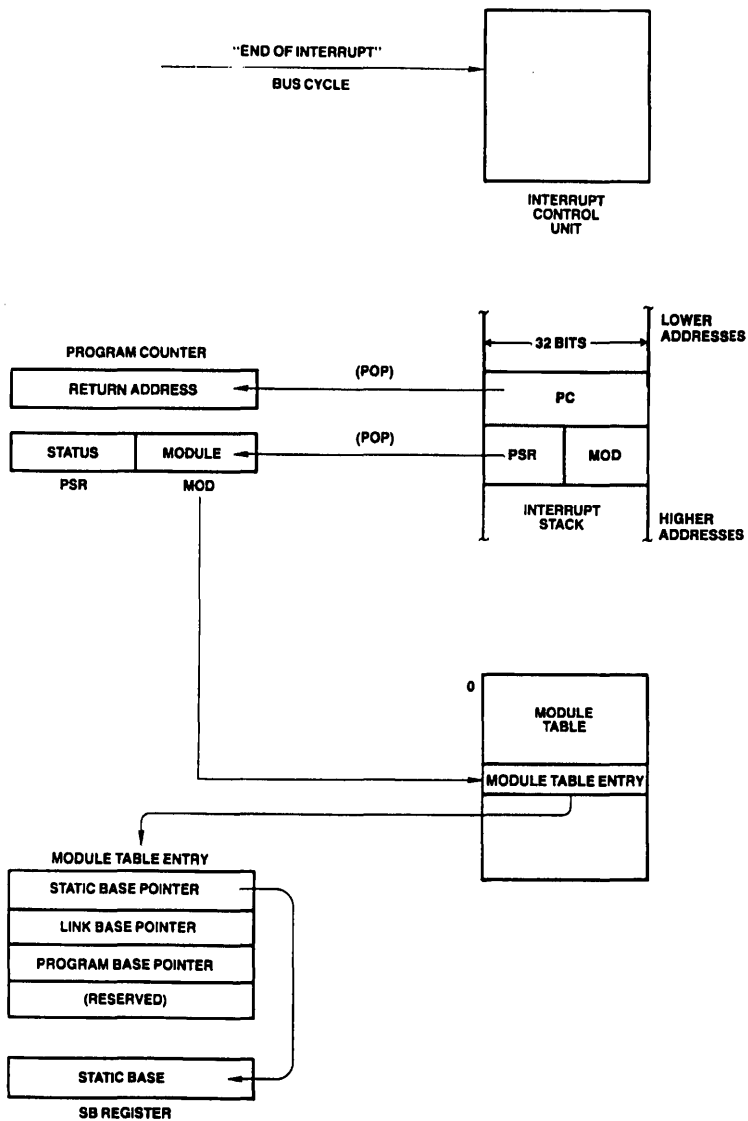 "END OF INTERRUPT"
BUS CYCLE
INTERRUPT
CONTROL
UNIT
LOWER
ADDRESSES
32 BITS
PROGRAM COUNTER
RETURN ADDRESS
(POP)
PC
STATUS
MODULE
(POP)
PSR
MOD
PSR
MOD
INTERRUPT
STACK
HIGHER
ADDRESSES
0
MODULE
TABLE
MODULE TABLE ENTRY
MODULE TABLE ENTRY
STATIC BASE POINTER
LINK BASE POINTER
PROGRAM BASE POINTER
(RESERVED)
STATIC BASE
SB REGISTER